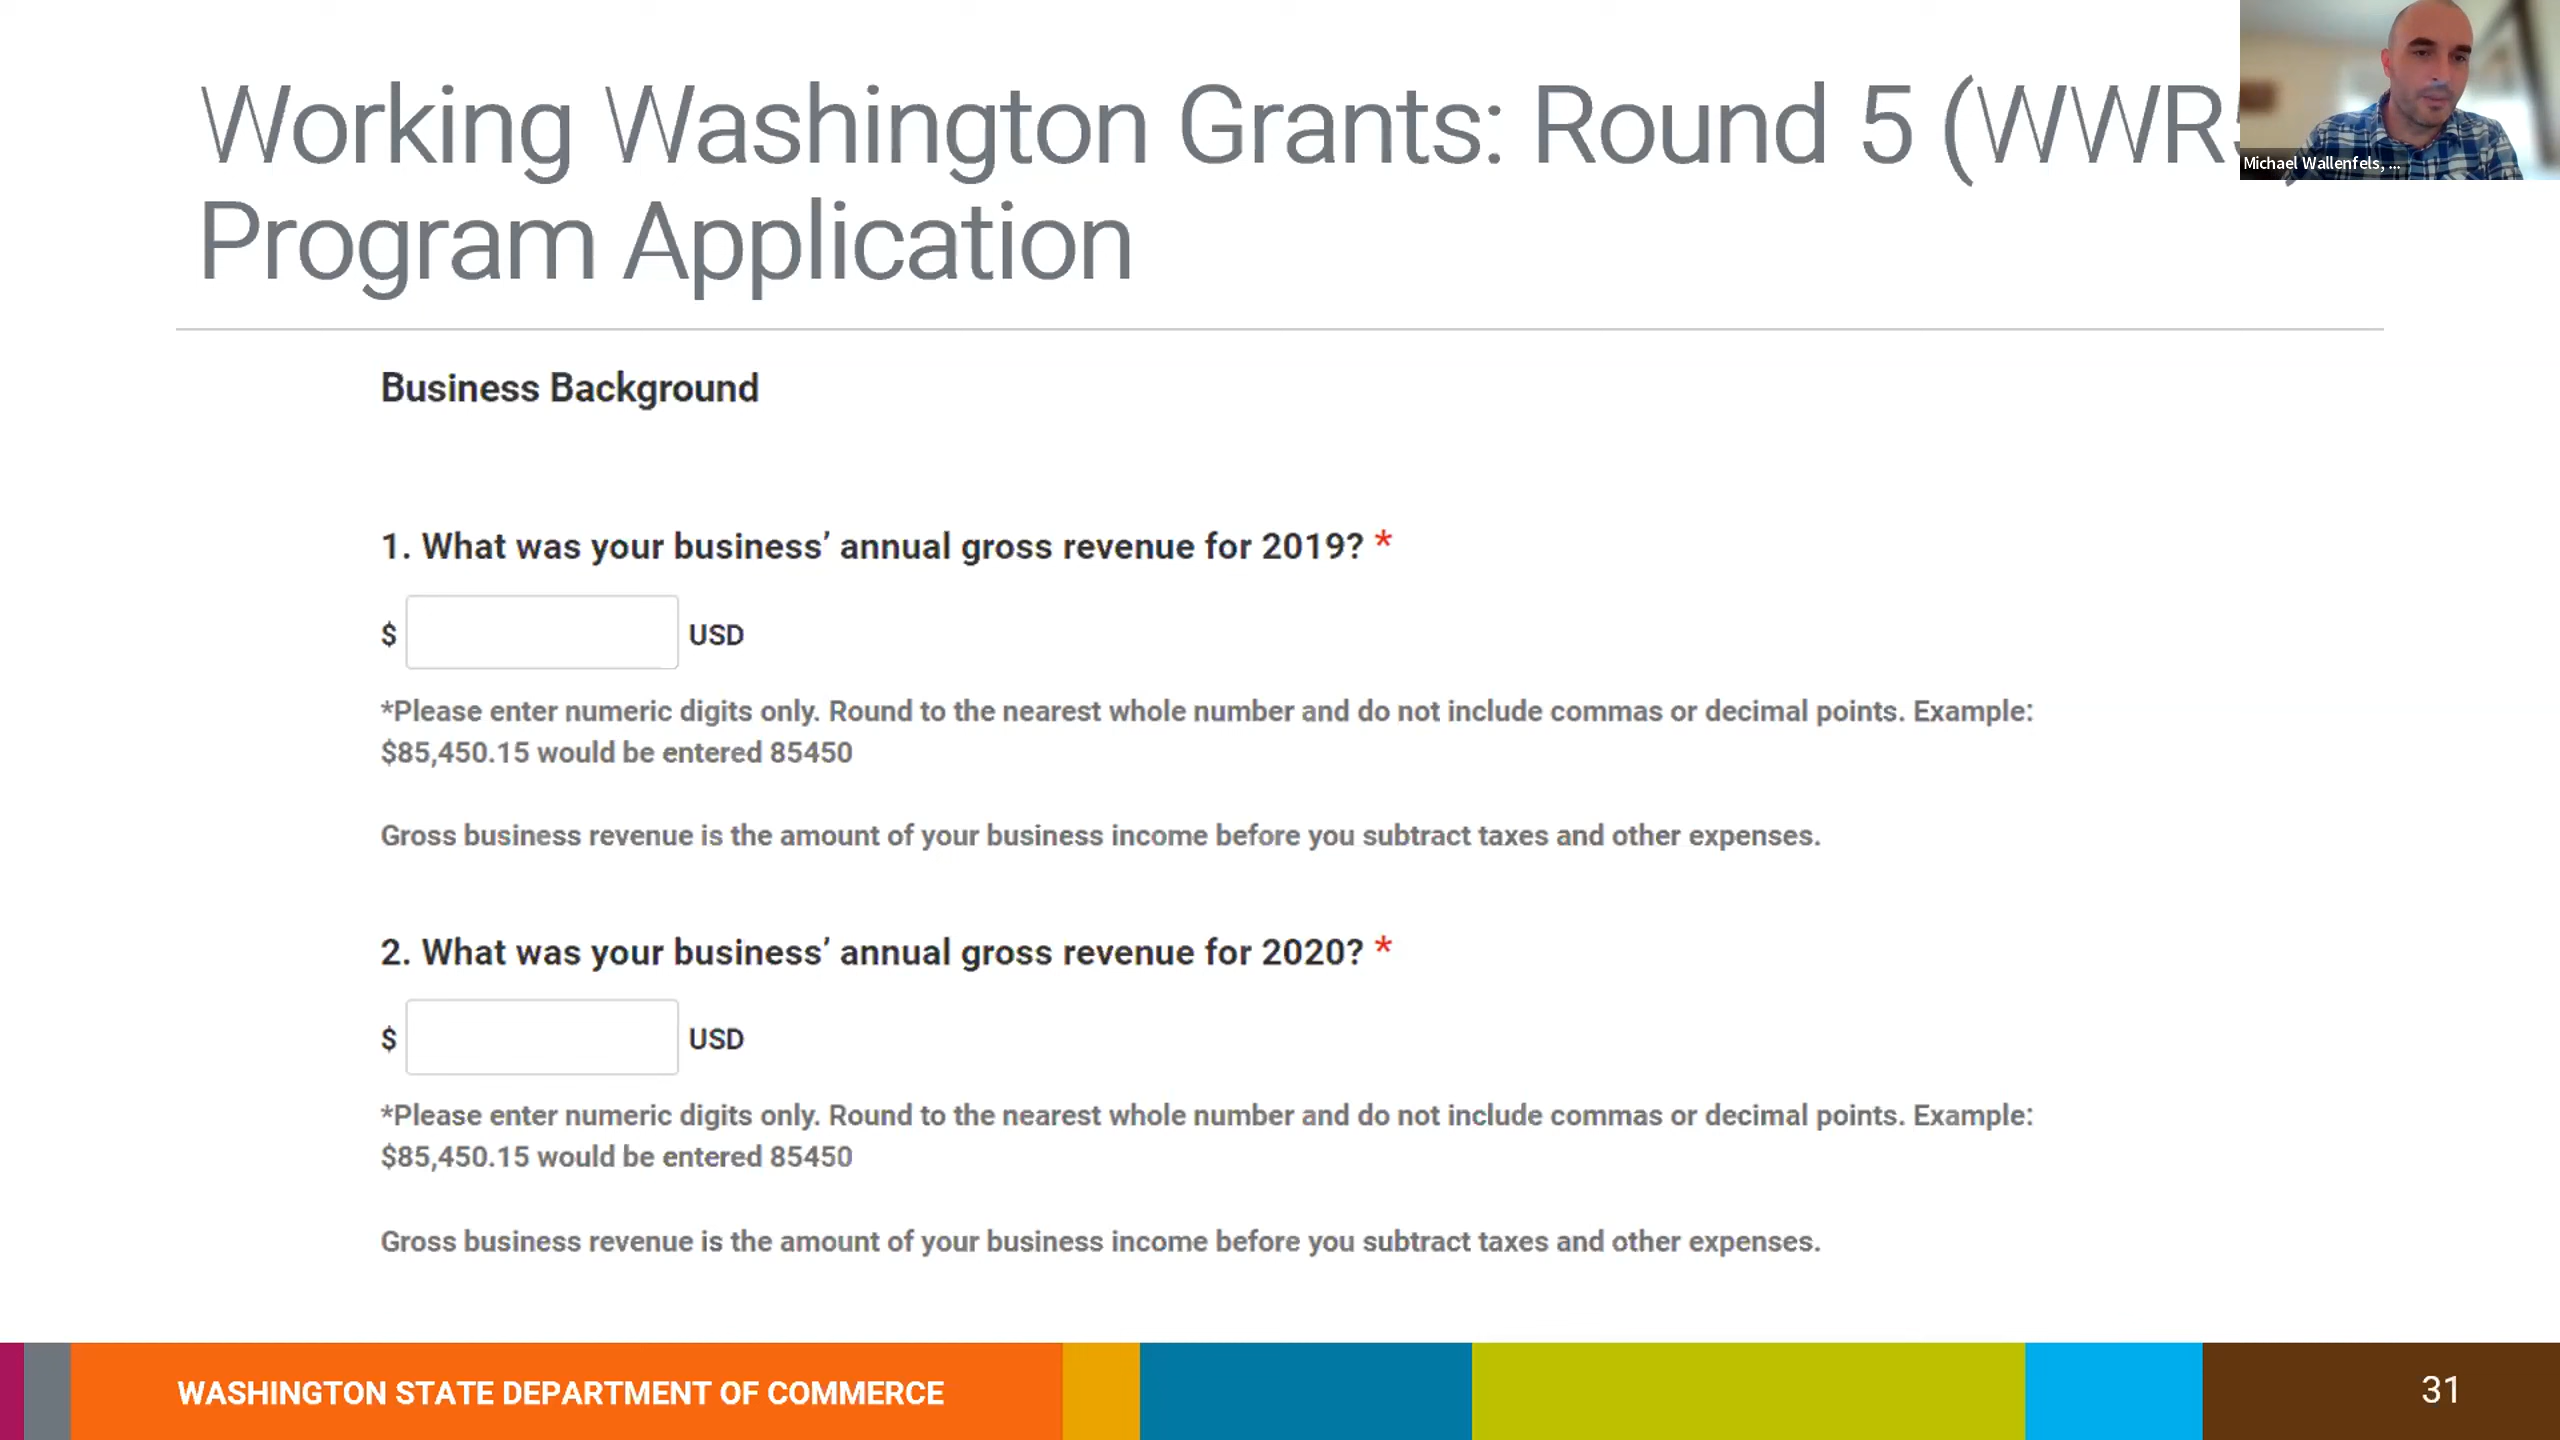 Working Washington Grants: Round 5 (WWR
Michael Wallenfels, ...
Program Application
Business Background
1. What was your business’ annual gross revenue for 2019? *
$ USD
*Please enter numeric digits only. Round to the nearest whole number and do not include commas or decimal points. Example:
$85,450.15 would be entered 85450
Gross business revenue is the amount of your business income before you subtract taxes and other expenses.
2. What was your business’ annual gross revenue for 2020? *
$ USD
*Please enter numeric digits only. Round to the nearest whole number and do not include commas or decimal points. Example:
$85,450.15 would be entered 85450
Gross business revenue is the amount of your business income before you subtract taxes and other expenses.
WASHINGTON STATE DEPARTMENT OF COMMERCE
31